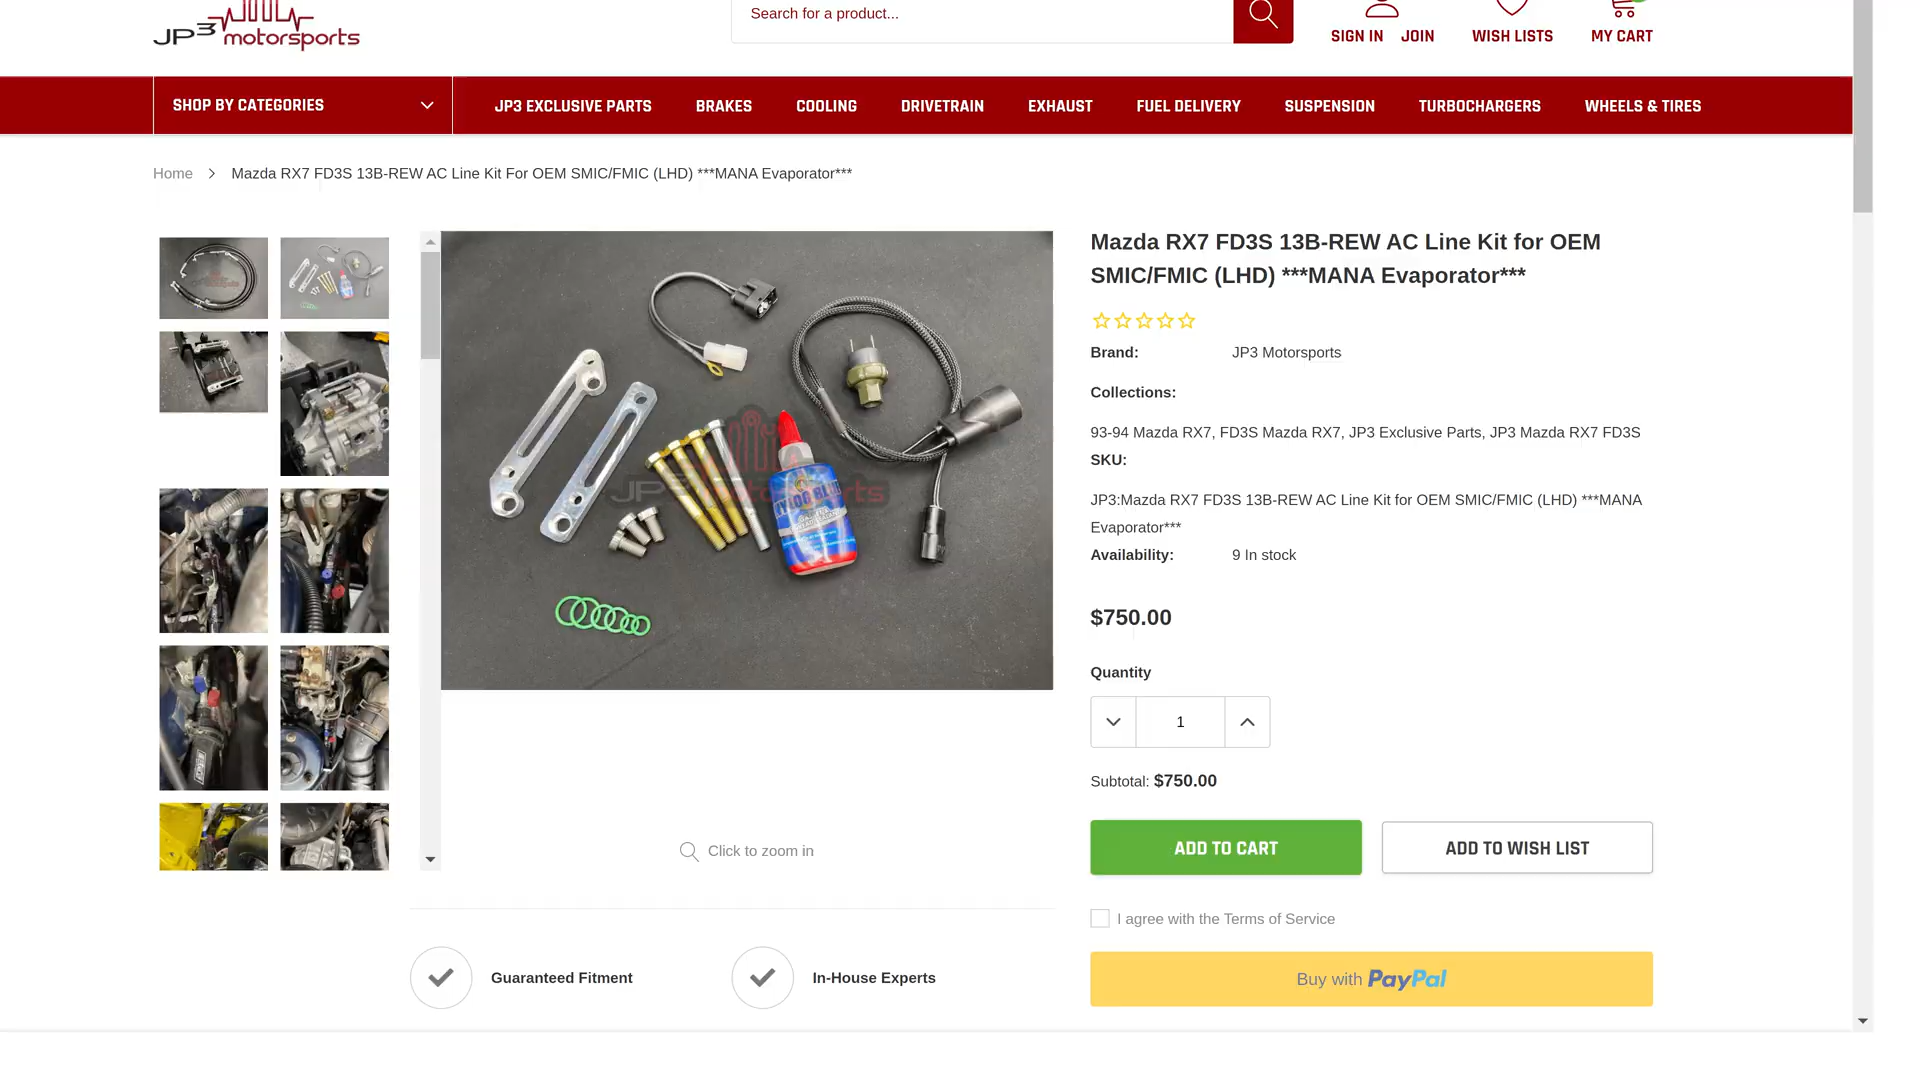 JP3 motorsports
Search for a product...
SIGN IN JOIN WISH LISTS MY CART
SHOP BY CATEGORIES JP3 EXCLUSIVE PARTS BRAKES COOLING DRIVETRAIN EXHAUST FUEL DELIVERY SUSPENSION TURBOCHARGERS WHEELS & TIRES
Home Mazda RX7 FD3S 13B-REW AC Line Kit For OEM SMIC/FMIC (LHD) ***MANA Evaporator***
Mazda RX7 FD3S 13B-REW AC Line Kit for OEM
SMIC/FMIC (LHD) ***MANA Evaporator***
Brand: JP3 Motorsports
Collections:
93-94 Mazda RX7, FD3S Mazda RX7, JP3 Exclusive Parts, JP3 Mazda RX7 FD3S
SKU:
JP3:Mazda RX7 FD3S 13B-REW AC Line Kit for OEM SMIC/FMIC (LHD) ***MANA
Evaporator***
Availability: 9 In stock
$750.00
Quantity
1
Subtotal: $750.00
ADD TO CART ADD TO WISH LIST
I agree with the Terms of Service
Buy with PayPal
JP3 motorsports
Click to zoom in
Guaranteed Fitment In-House Experts